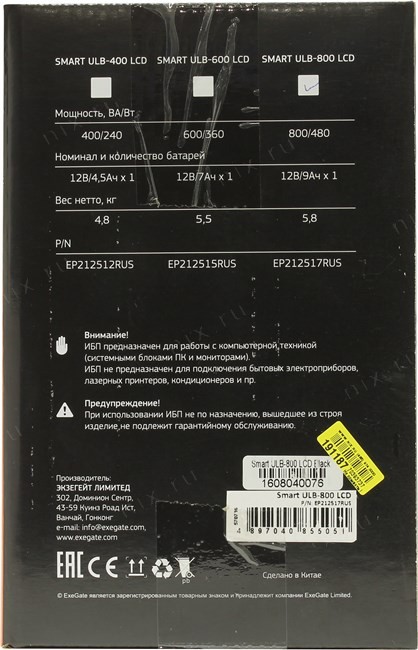 SMART ULB-400 LCD SMART ULB-600 LCD SMART ULB-800 LCD
Мощность, ВА/Вт
400/240 600/360 800/480
Номинал и количество батарей
12В/4,5Ач x 1 12В/7Ач x 1 12В/9Ач x 1
Вес нетто, кг
4,8 5,5 5,8
P/N
EP212512RUS EP212515RUS EP212517RUS
Внимание!
ИБП предназначен для работы с компьютерной техникой
(системными блоками ПК и мониторами).
ИБП не предназначен для подключения бытовых электроприборов,
лазерных принтеров, кондиционеров и пр.
Предупреждение!
При использовании ИБП не по назначению, вышедшее из строя
изделие,не подлежит гарантийному обслуживанию.
191187
Smart ULB-800 LCD Black
1608040076
Smart ULB-800 LCD
P/N: EP212517RUS
4 897040 855051
Производитель:
ЭКЗЕГЕЙТ ЛИМИТЕД
302, Доминион Сентр,
43-59 Куинз Роад Ист,
Ванчай, Гонконг
e-mail: info@exegate.com
www.exegate.com
EAC CE
pb
Сделано в Китае
© ExeGate является зарегистрированным товарным знаком и принадлежит компании ExeGate Limited.